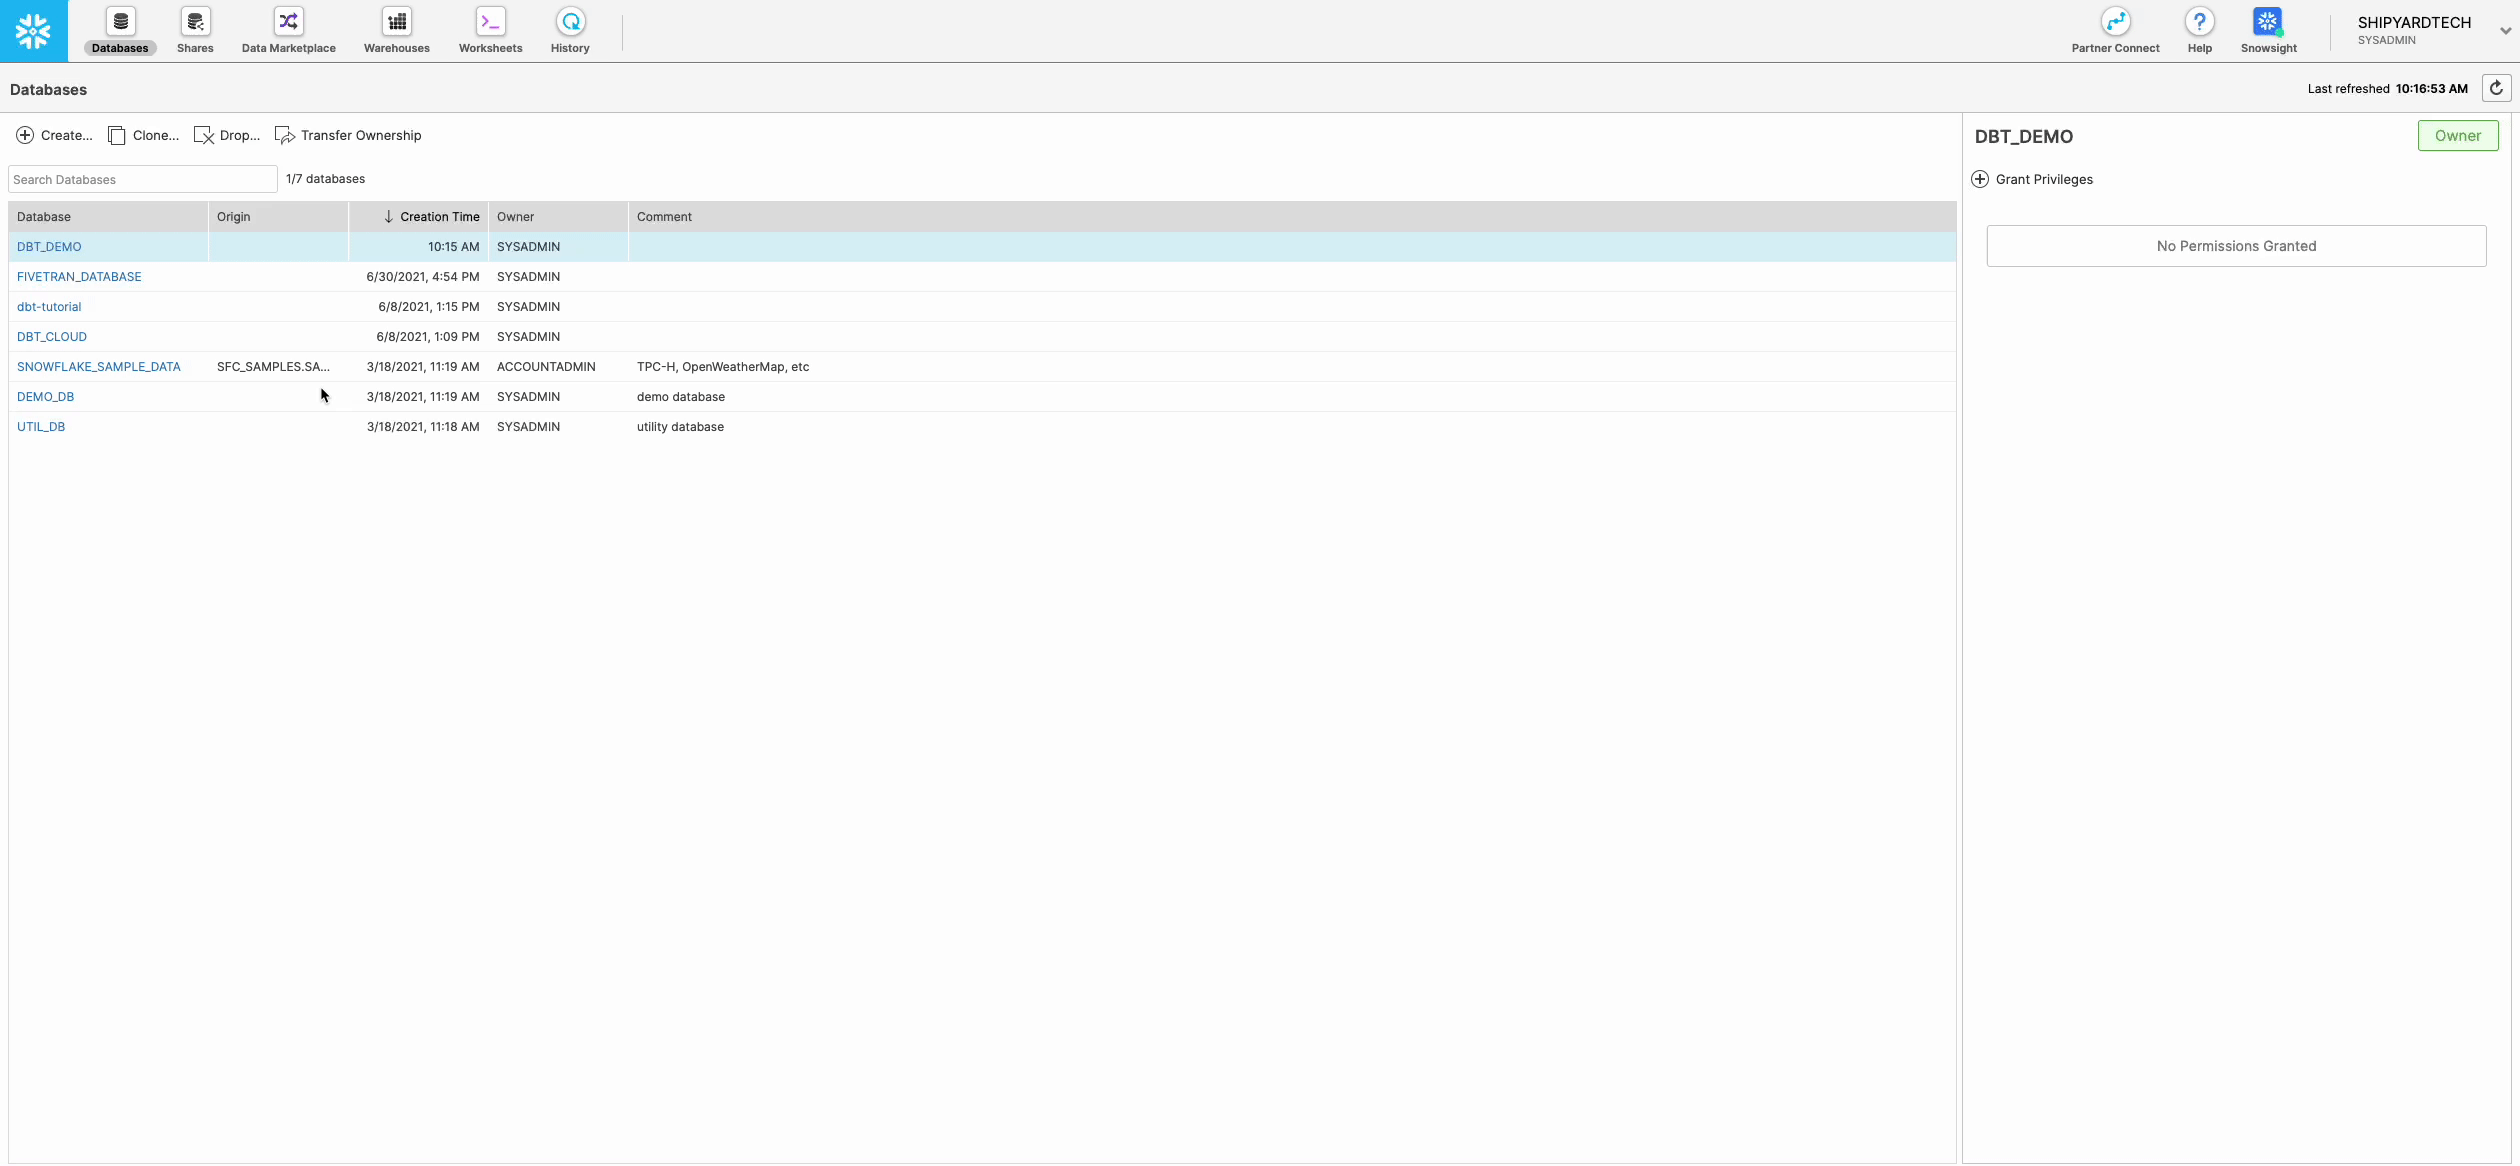 Databases
Shares
Data Marketplace
Warehouses
Worksheets
History
Partner Connect
Help
Snowsight
SHIPYARDTECH
SYSADMIN
Databases
Last refreshed 10:16:53 AM
Create...
Clone...
Drop...
Transfer Ownership
Search Databases
1/7 databases
Database Origin Creation Time Owner Comment
DBT_DEMO 10:15 AM SYSADMIN
FIVETRAN_DATABASE 6/30/2021, 4:54 PM SYSADMIN
dbt-tutorial 6/8/2021, 1:15 PM SYSADMIN
DBT_CLOUD 6/8/2021, 1:09 PM SYSADMIN
SNOWFLAKE_SAMPLE_DATA SFC_SAMPLES.SA... 3/18/2021, 11:19 AM ACCOUNTADMIN TPC-H, OpenWeatherMap, etc
DEMO_DB 3/18/2021, 11:19 AM SYSADMIN demo database
UTIL_DB 3/18/2021, 11:18 AM SYSADMIN utility database
DBT_DEMO
Owner
Grant Privileges
No Permissions Granted